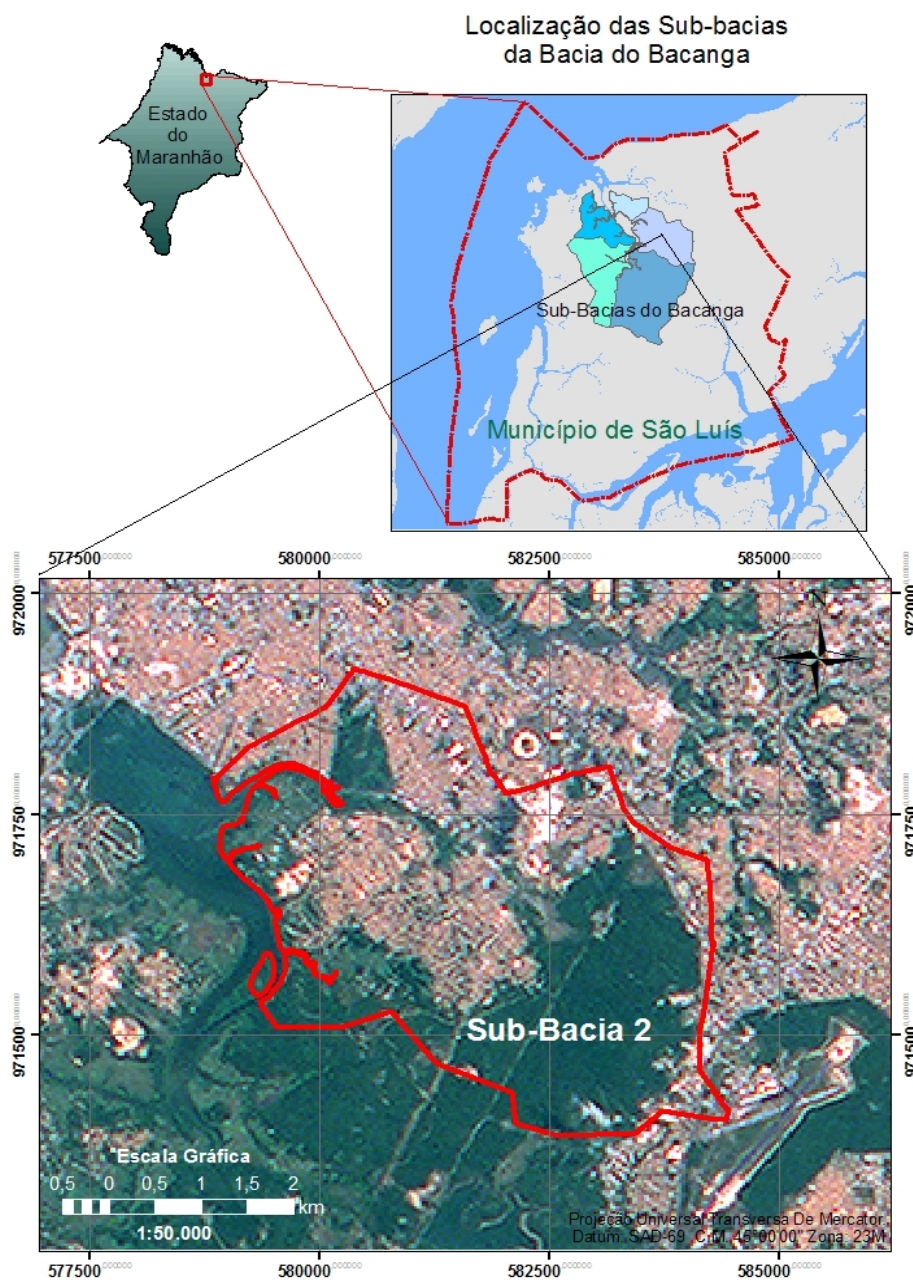 Localização das Sub-bacias
da Bacia do Bacanga
Estado
do
Maranhão
Sub-Bacias do Bacanga
Município de São Luís
577500 580000 582500 585000
972000
971750
971500
N
Sub-Bacia 2
Escala Gráfica
0,5 0 0,5 1 1,5 2
km
1:50.000
Projeção Universal Transversa De Mercator
Datum: SAD-69 C.M. 45°00'00" Zona: 23M
577500 580000 582500 585000
972000
971750
971500